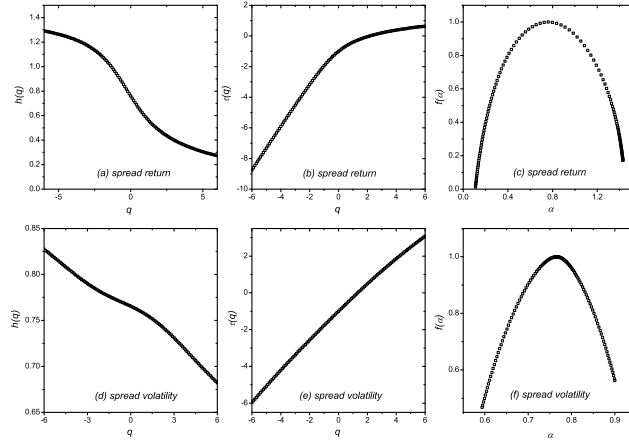 1.4
1.2
1.0
0.8
0.6
0.4
0.2
0.0
h(q)
-5 0 5
q
(a) spread return
2
0
-2
-4
-6
-8
-10
τ(q)
-6 -4 -2 0 2 4 6
q
(b) spread return
1.0
0.8
0.6
0.4
0.2
0.0
f(α)
0.0 0.4 0.8 1.2
α
(c) spread return
0.85
0.80
0.75
0.70
0.65
h(q)
-6 -3 0 3 6
q
(d) spread volatility
2
0
-2
-4
-6
τ(q)
-6 -4 -2 0 2 4 6
q
(e) spread volatility
1.0
0.8
0.6
f(α)
0.6 0.7 0.8 0.9
α
(f) spread volatility